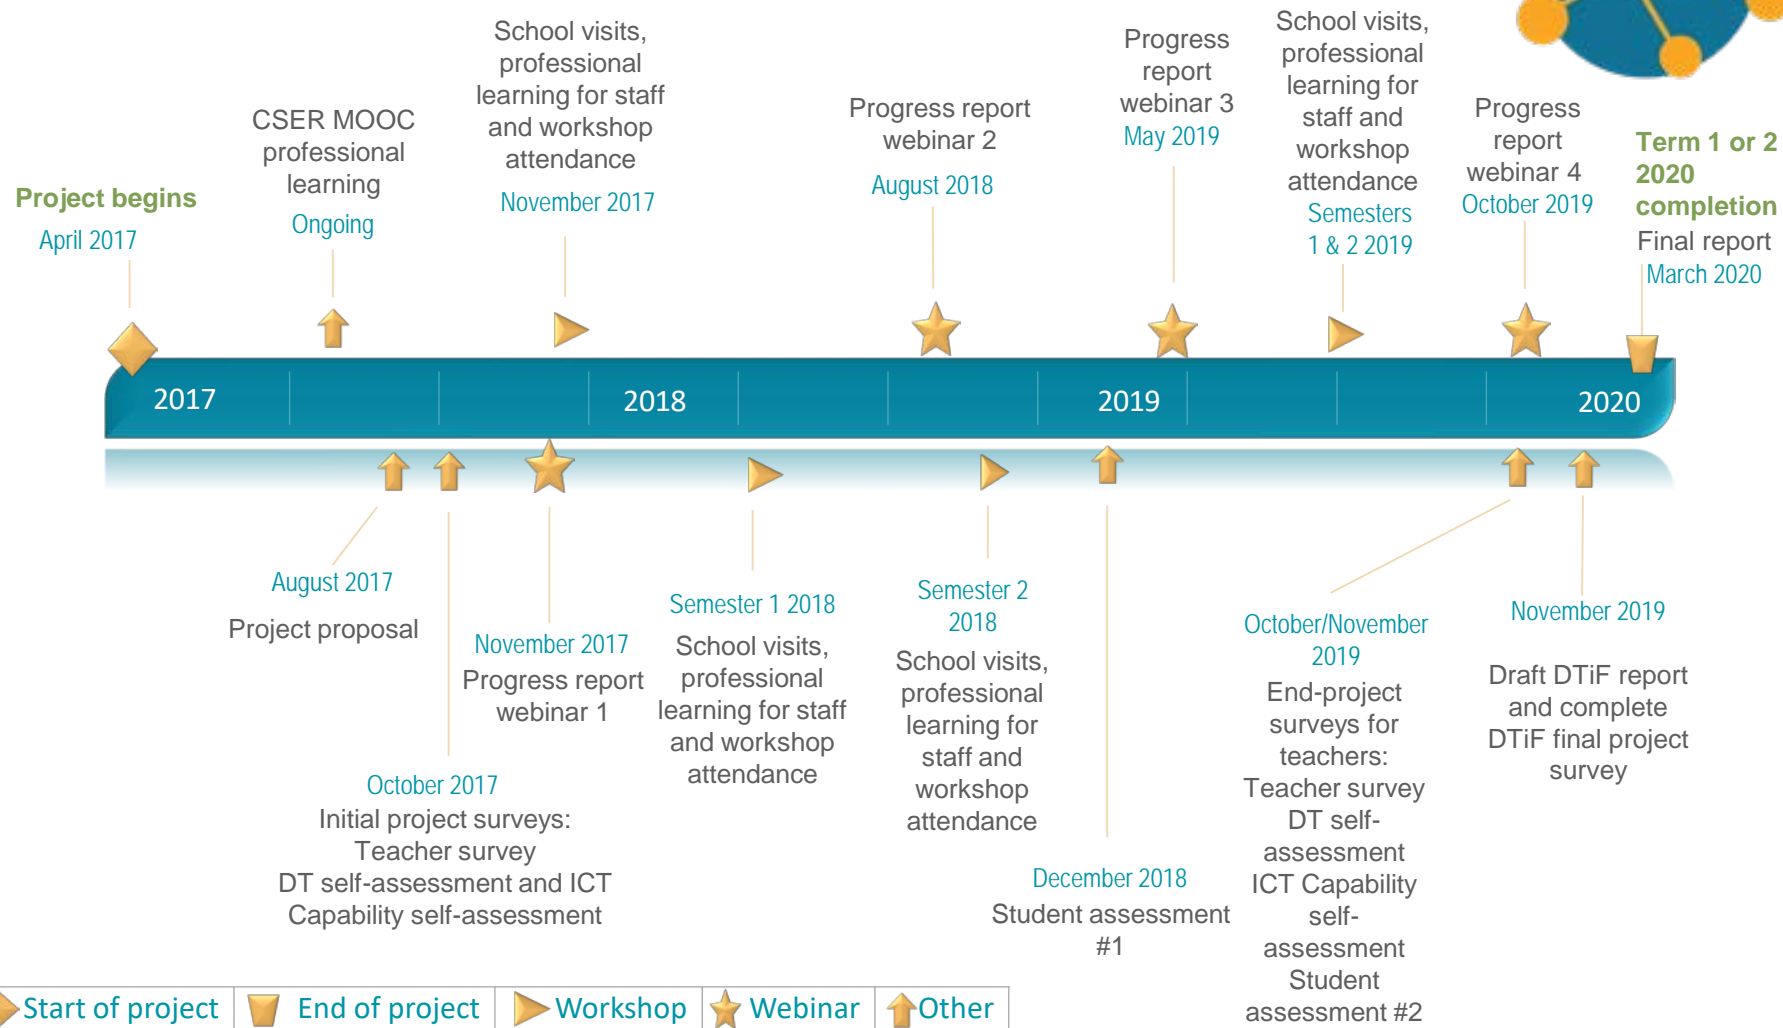 Project begins
April 2017
CSER MOOC
professional
learning
Ongoing
School visits,
professional
learning for staff
and workshop
attendance
November 2017
Progress report
webinar 2
August 2018
Progress
report
webinar 3
May 2019
School visits,
professional
learning for
staff and
workshop
attendance
Semesters
1 & 2 2019
Progress
report
webinar 4
October 2019
Term 1 or 2
2020
completion
Final report
March 2020
2017
2018
2019
2020
August 2017
Project proposal
October 2017
Initial project surveys:
Teacher survey
DT self-assessment and ICT
Capability self-assessment
November 2017
Progress report
webinar 1
Semester 1 2018
School visits,
professional
learning for staff
and workshop
attendance
Semester 2
2018
School visits,
professional
learning for
staff and
workshop
attendance
December 2018
Student assessment
#1
October/November
2019
End-project
surveys for
teachers:
Teacher survey
DT self-
assessment
ICT Capability
self-
assessment
Student
assessment #2
November 2019
Draft DTiF report
and complete
DTiF final project
survey
Start of project
End of project
Workshop
Webinar
Other